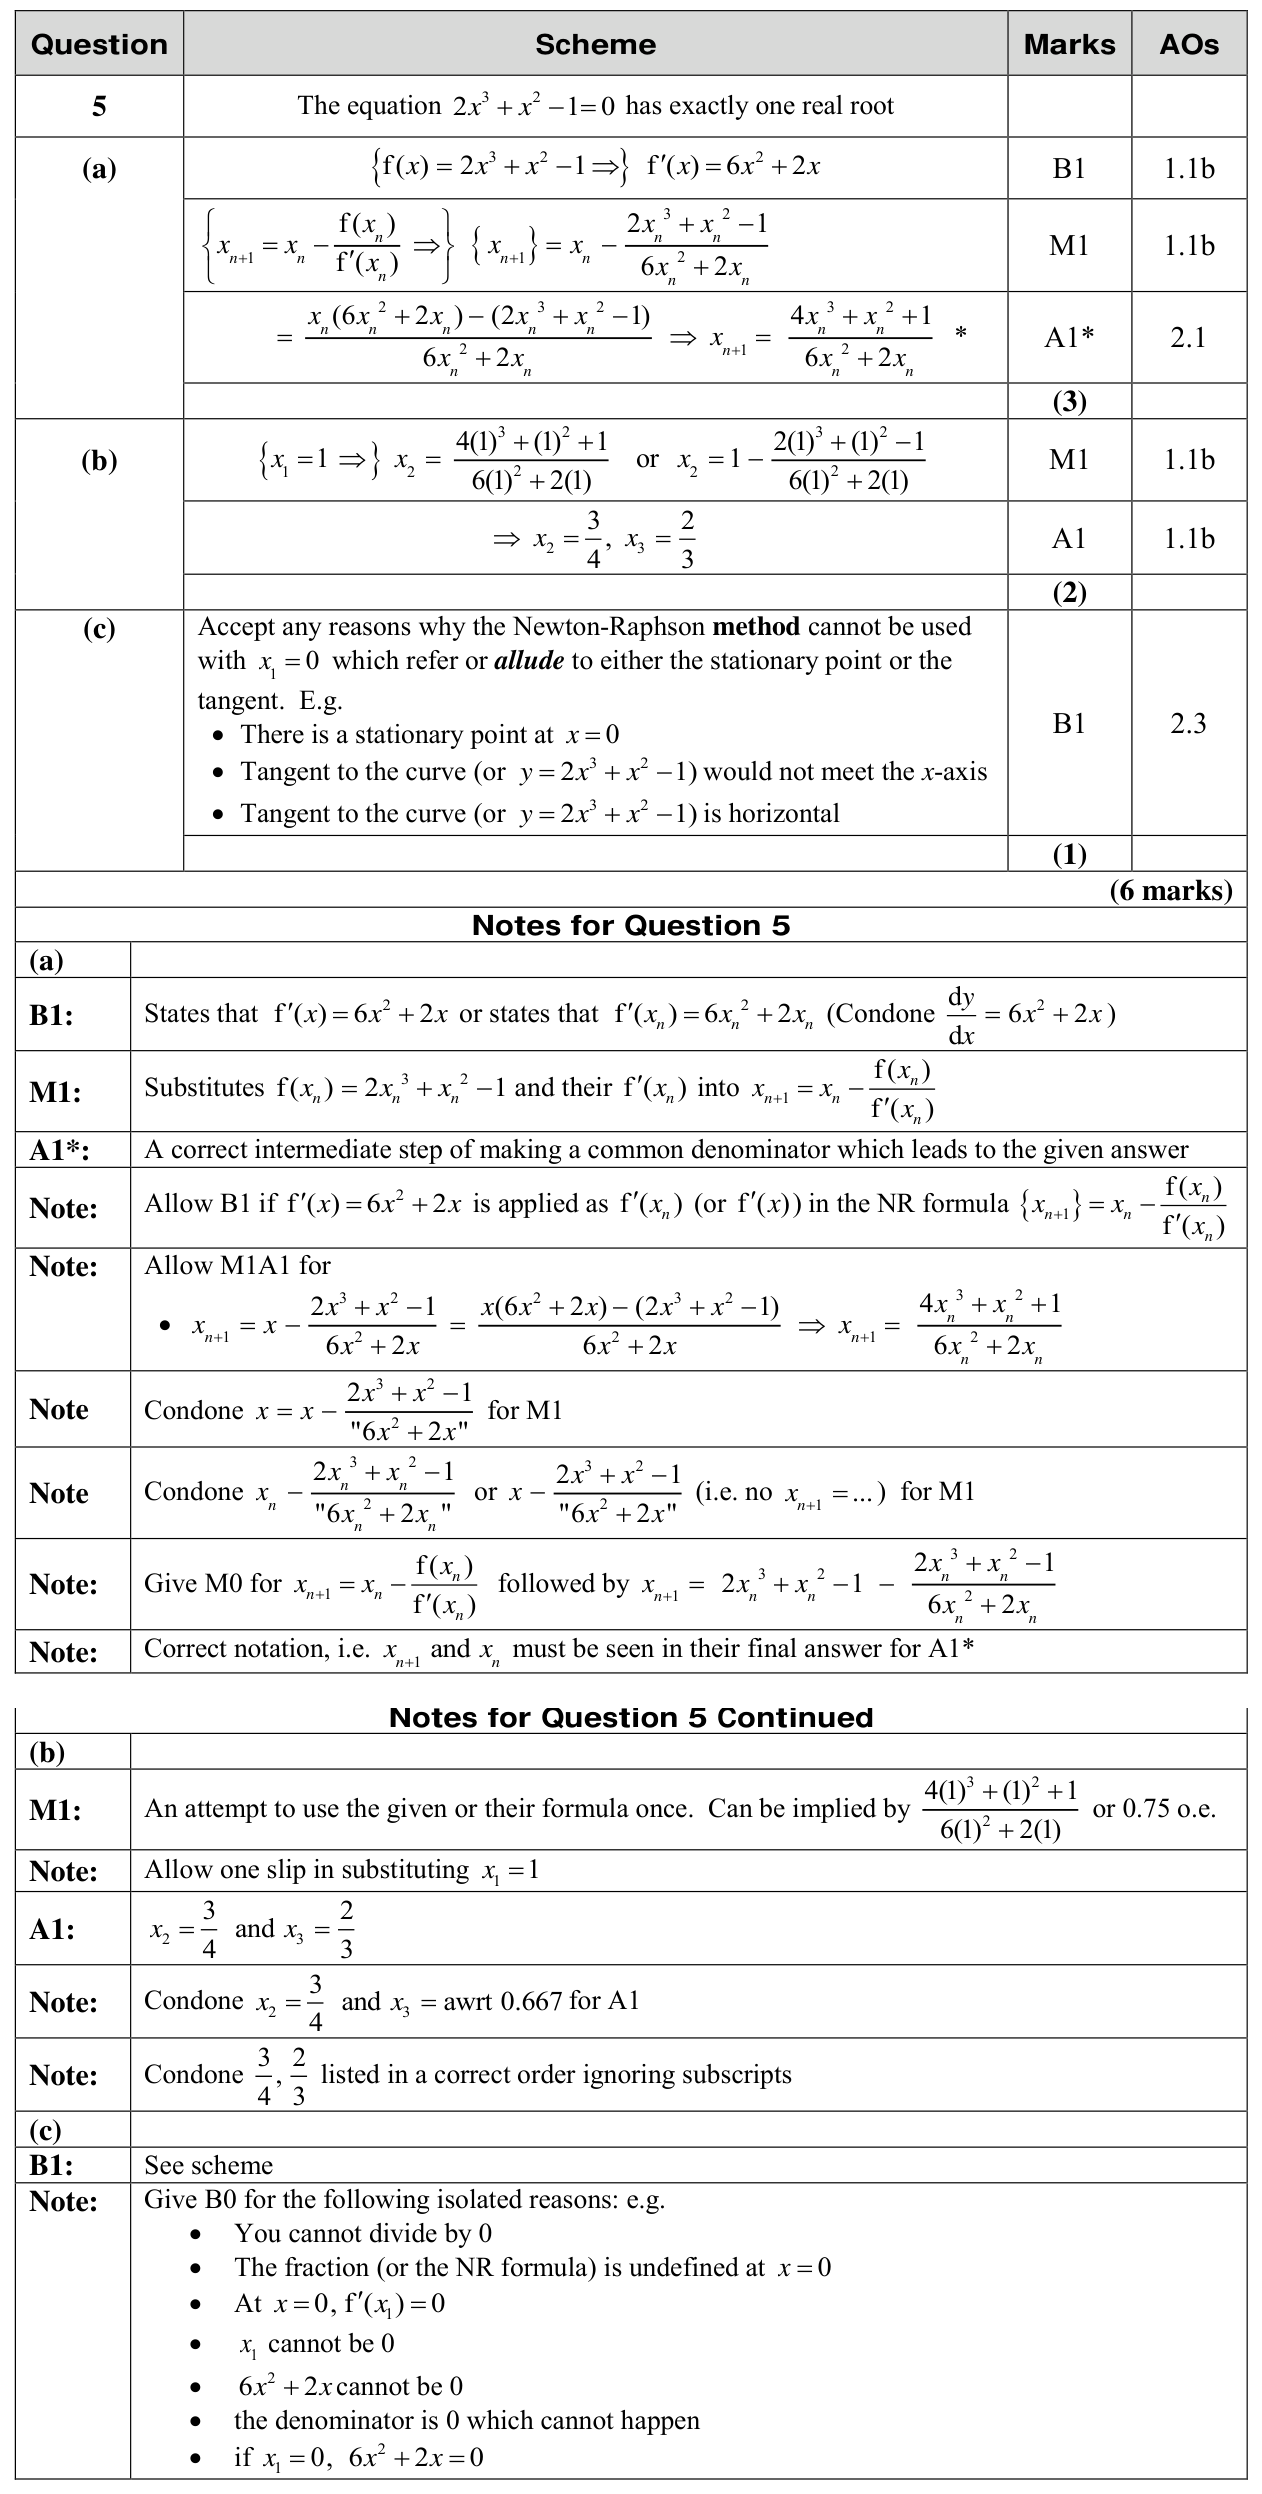 Question Scheme Marks AOs
5 The equation 2x³ + x² − 1 = 0 has exactly one real root
(a) {f(x) = 2x³ + x² − 1 ⇒} f′(x) = 6x² + 2x B1 1.1b
{xₙ₊₁ = xₙ − f(xₙ)/f′(xₙ) ⇒} {xₙ₊₁} = xₙ − (2xₙ³ + xₙ² − 1)/(6xₙ² + 2xₙ) M1 1.1b
= (xₙ(6xₙ² + 2xₙ) − (2xₙ³ + xₙ² − 1))/(6xₙ² + 2xₙ) ⇒ xₙ₊₁ = (4xₙ³ + xₙ² + 1)/(6xₙ² + 2xₙ) * A1* 2.1
(3)
(b) {x₁ = 1 ⇒} x₂ = (4(1)³ + (1)² + 1)/(6(1)² + 2(1)) or x₂ = 1 − (2(1)³ + (1)² − 1)/(6(1)² + 2(1)) M1 1.1b
⇒ x₂ = 3/4, x₃ = 2/3 A1 1.1b
(2)
(c) Accept any reasons why the Newton-Raphson method cannot be used
with x₁ = 0 which refer or allude to either the stationary point or the
tangent. E.g.
• There is a stationary point at x = 0 B1 2.3
• Tangent to the curve (or y = 2x³ + x² − 1) would not meet the x-axis
• Tangent to the curve (or y = 2x³ + x² − 1) is horizontal
(1)
(6 marks)
Notes for Question 5
(a)
B1: States that f′(x) = 6x² + 2x or states that f′(xₙ) = 6xₙ² + 2xₙ (Condone dy/dx = 6x² + 2x)
M1: Substitutes f(xₙ) = 2xₙ³ + xₙ² − 1 and their f′(xₙ) into xₙ₊₁ = xₙ − f(xₙ)/f′(xₙ)
A1*: A correct intermediate step of making a common denominator which leads to the given answer
Note: Allow B1 if f′(x) = 6x² + 2x is applied as f′(xₙ) (or f′(x)) in the NR formula {xₙ₊₁} = xₙ − f(xₙ)/f′(xₙ)
Note: Allow M1A1 for
• xₙ₊₁ = x − (2x³ + x² − 1)/(6x² + 2x) = (x(6x² + 2x) − (2x³ + x² − 1))/(6x² + 2x) ⇒ xₙ₊₁ = (4xₙ³ + xₙ² + 1)/(6xₙ² + 2xₙ)
Note Condone x = x − (2x³ + x² − 1)/("6x² + 2x") for M1
Note Condone xₙ − (2xₙ³ + xₙ² − 1)/("6xₙ² + 2xₙ") or x − (2x³ + x² − 1)/("6x² + 2x") (i.e. no xₙ₊₁ = ...) for M1
Note: Give M0 for xₙ₊₁ = xₙ − f(xₙ)/f′(xₙ) followed by xₙ₊₁ = 2xₙ³ + xₙ² − 1 − (2xₙ³ + xₙ² − 1)/(6xₙ² + 2xₙ)
Note: Correct notation, i.e. xₙ₊₁ and xₙ must be seen in their final answer for A1*
Notes for Question 5 Continued
(b)
M1: An attempt to use the given or their formula once. Can be implied by (4(1)³ + (1)² + 1)/(6(1)² + 2(1)) or 0.75 o.e.
Note: Allow one slip in substituting x₁ = 1
A1: x₂ = 3/4 and x₃ = 2/3
Note: Condone x₂ = 3/4 and x₃ = awrt 0.667 for A1
Note: Condone 3/4, 2/3 listed in a correct order ignoring subscripts
(c)
B1: See scheme
Note: Give B0 for the following isolated reasons: e.g.
• You cannot divide by 0
• The fraction (or the NR formula) is undefined at x = 0
• At x = 0, f′(x₁) = 0
• x₁ cannot be 0
• 6x² + 2x cannot be 0
• the denominator is 0 which cannot happen
• if x₁ = 0, 6x² + 2x = 0